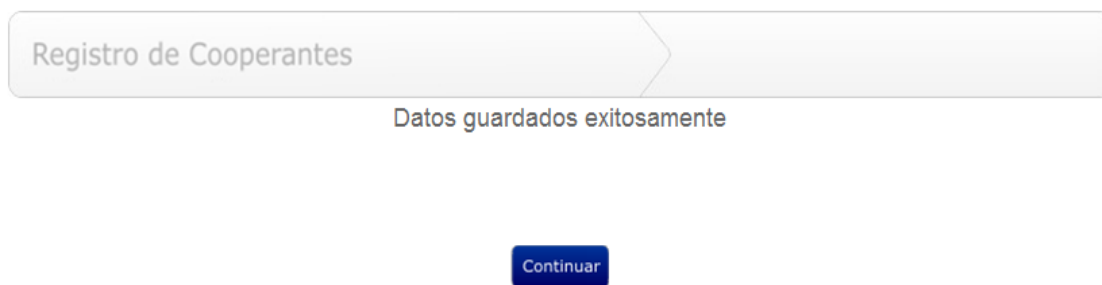 Registro de Cooperantes
Datos guardados exitosamente
Continuar